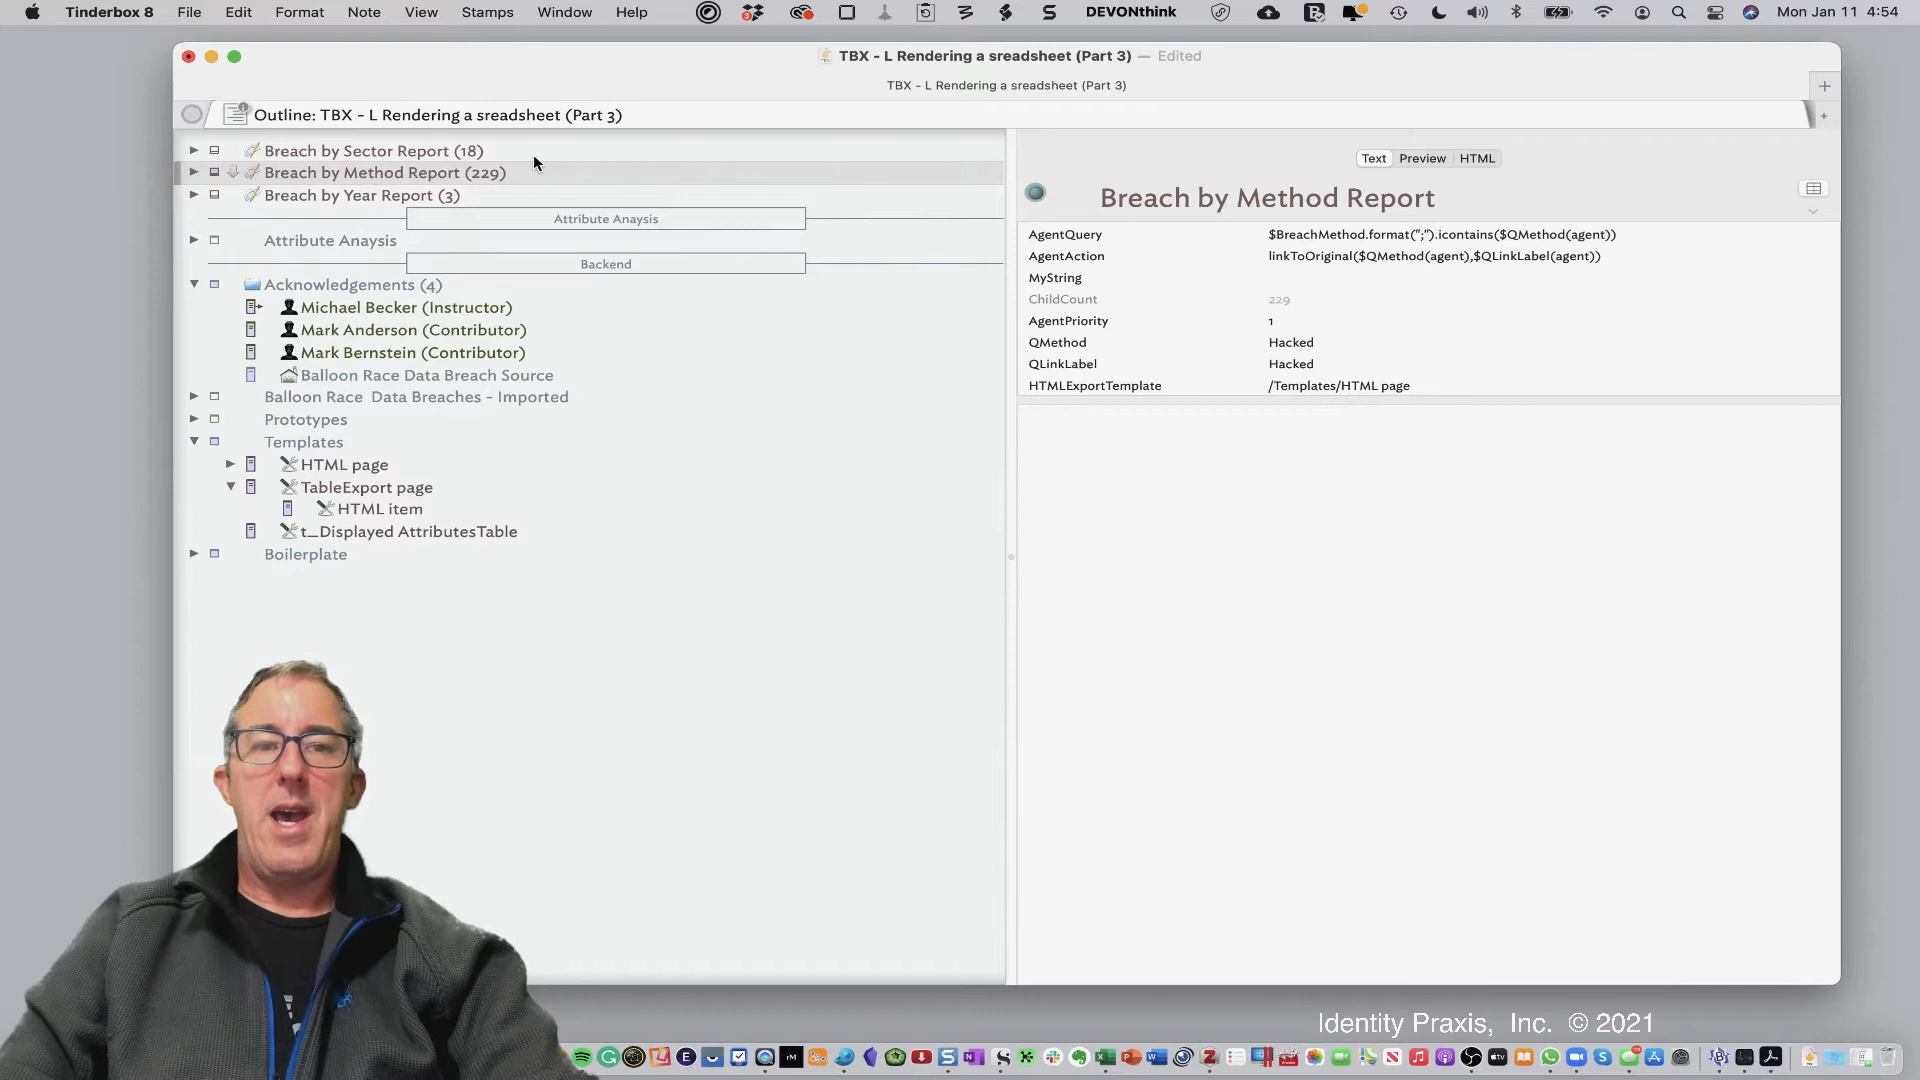 Tinderbox 8 File Edit Format Note View Stamps Window Help DEVONthink Mon Jan 11 4:54
TBX - L Rendering a sreadsheet (Part 3) — Edited
TBX - L Rendering a sreadsheet (Part 3)
Outline: TBX - L Rendering a sreadsheet (Part 3)
Breach by Sector Report (18)
Breach by Method Report (229)
Breach by Year Report (3)
Attribute Anaysis
Attribute Anaysis
Backend
Acknowledgements (4)
Michael Becker (Instructor)
Mark Anderson (Contributor)
Mark Bernstein (Contributor)
Balloon Race Data Breach Source
Balloon Race Data Breaches - Imported
Prototypes
Templates
HTML page
TableExport page
HTML item
t_Displayed AttributesTable
Boilerplate
Text Preview HTML
Breach by Method Report
AgentQuery $BreachMethod.format(";").icontains($QMethod(agent))
AgentAction linkToOriginal($QMethod(agent),$QLinkLabel(agent))
MyString
ChildCount 229
AgentPriority 1
QMethod Hacked
QLinkLabel Hacked
HTMLExportTemplate /Templates/HTML page
Identity Praxis, Inc. © 2021